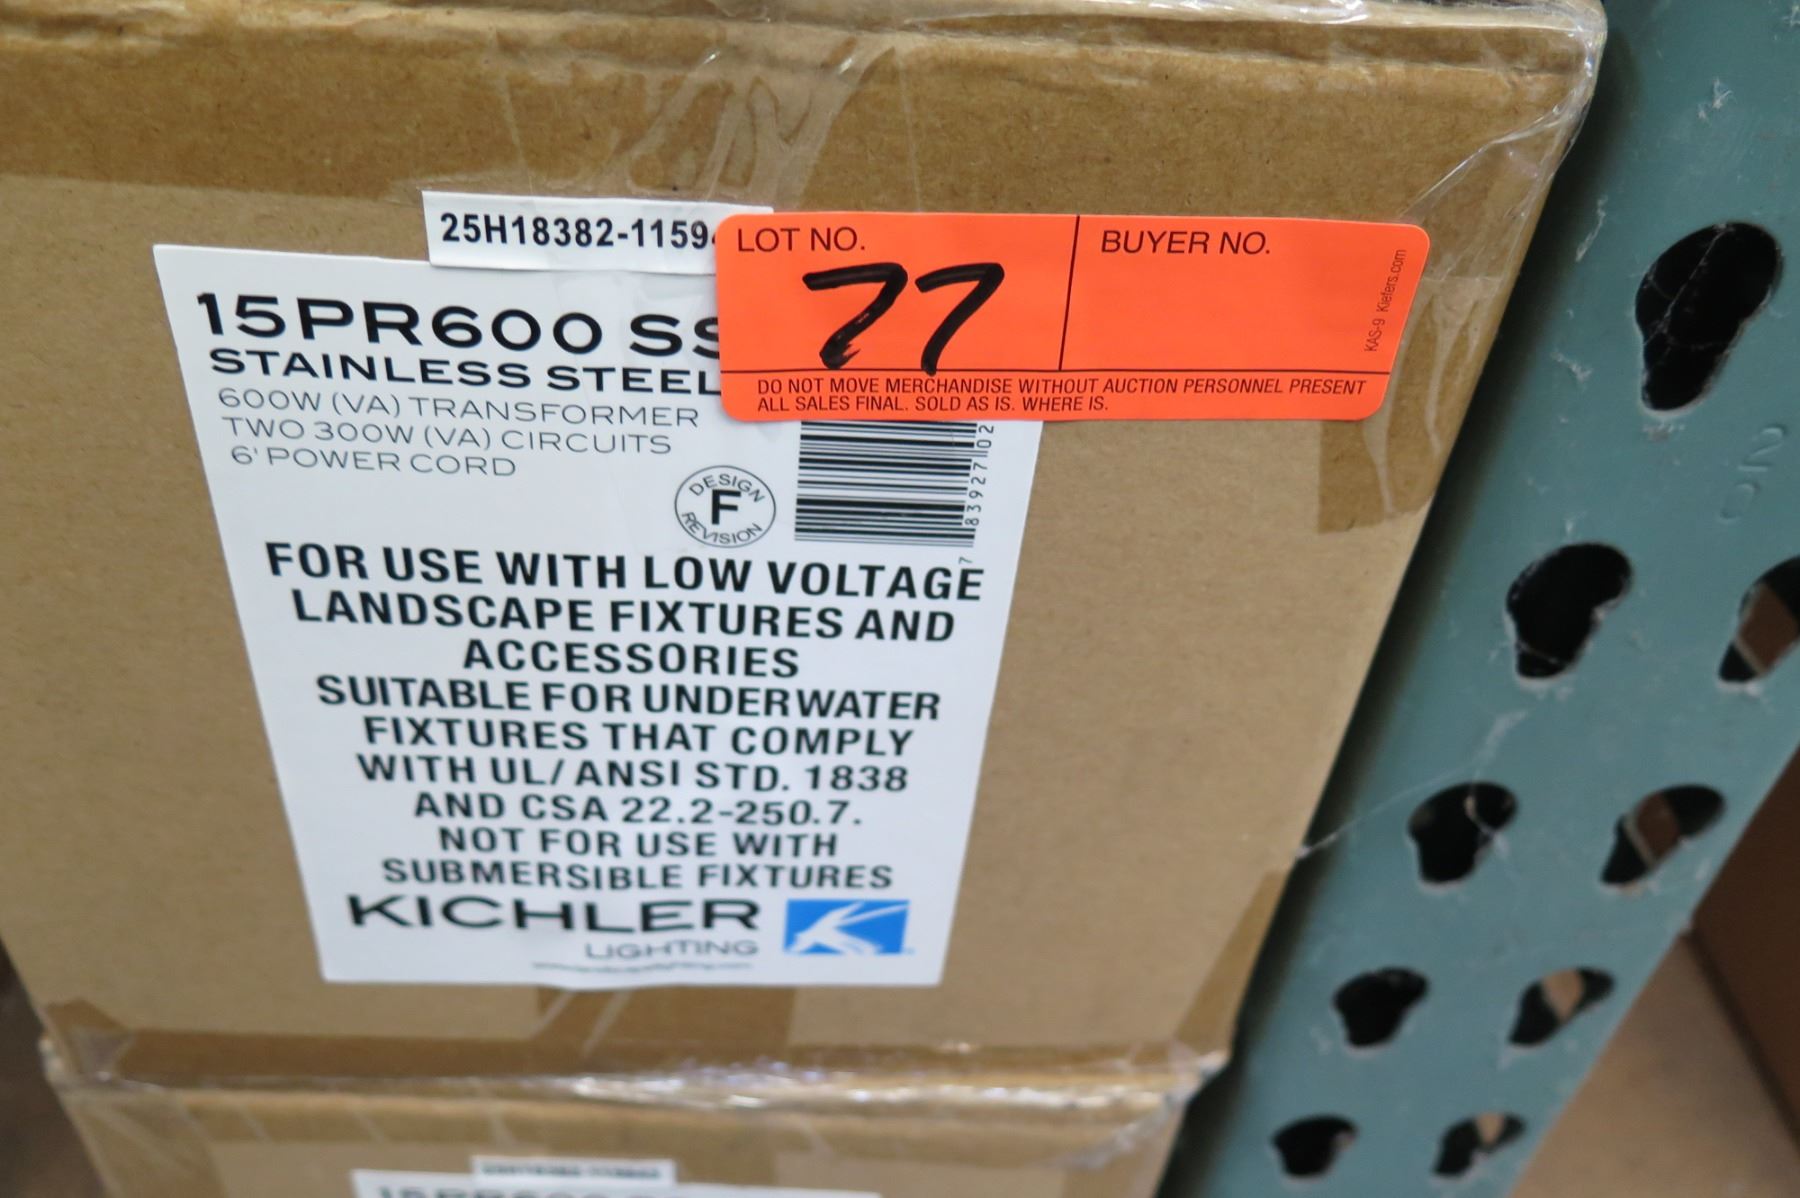 25H18382-1159
LOT NO.
77
BUYER NO.
KAS-9 Kiefers.com
DO NOT MOVE MERCHANDISE WITHOUT AUCTION PERSONNEL PRESENT
ALL SALES FINAL. SOLD AS IS. WHERE IS.
15PR600 SS
STAINLESS STEEL
600W (VA) TRANSFORMER
TWO 300W (VA) CIRCUITS
6' POWER CORD
DESIGN
F
REVISION
7 83927 02
FOR USE WITH LOW VOLTAGE
LANDSCAPE FIXTURES AND
ACCESSORIES
SUITABLE FOR UNDERWATER
FIXTURES THAT COMPLY
WITH UL/ANSI STD. 1838
AND CSA 22.2-250.7.
NOT FOR USE WITH
SUBMERSIBLE FIXTURES
KICHLER
LIGHTING
20